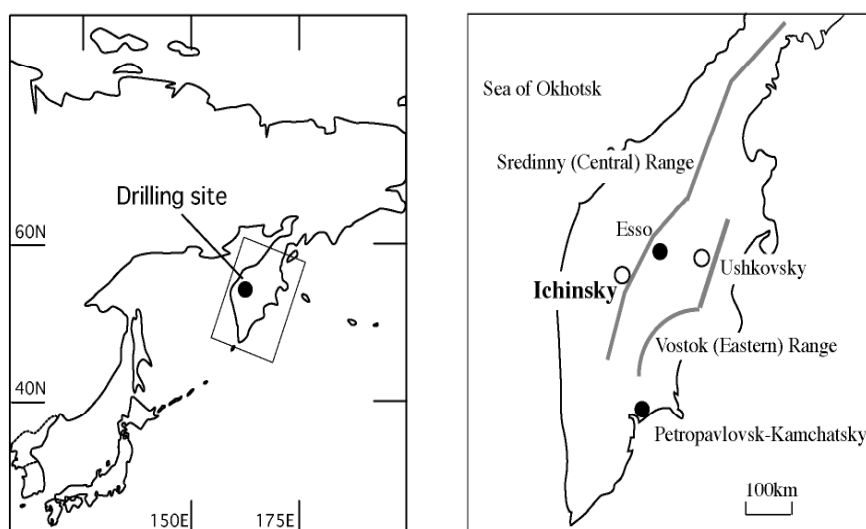 Drilling site
60N
40N
150E
175E
Sea of Okhotsk
Sredinny (Central) Range
Esso
Ushkovsky
Ichinsky
Vostok (Eastern) Range
Petropavlovsk-Kamchatsky
100km